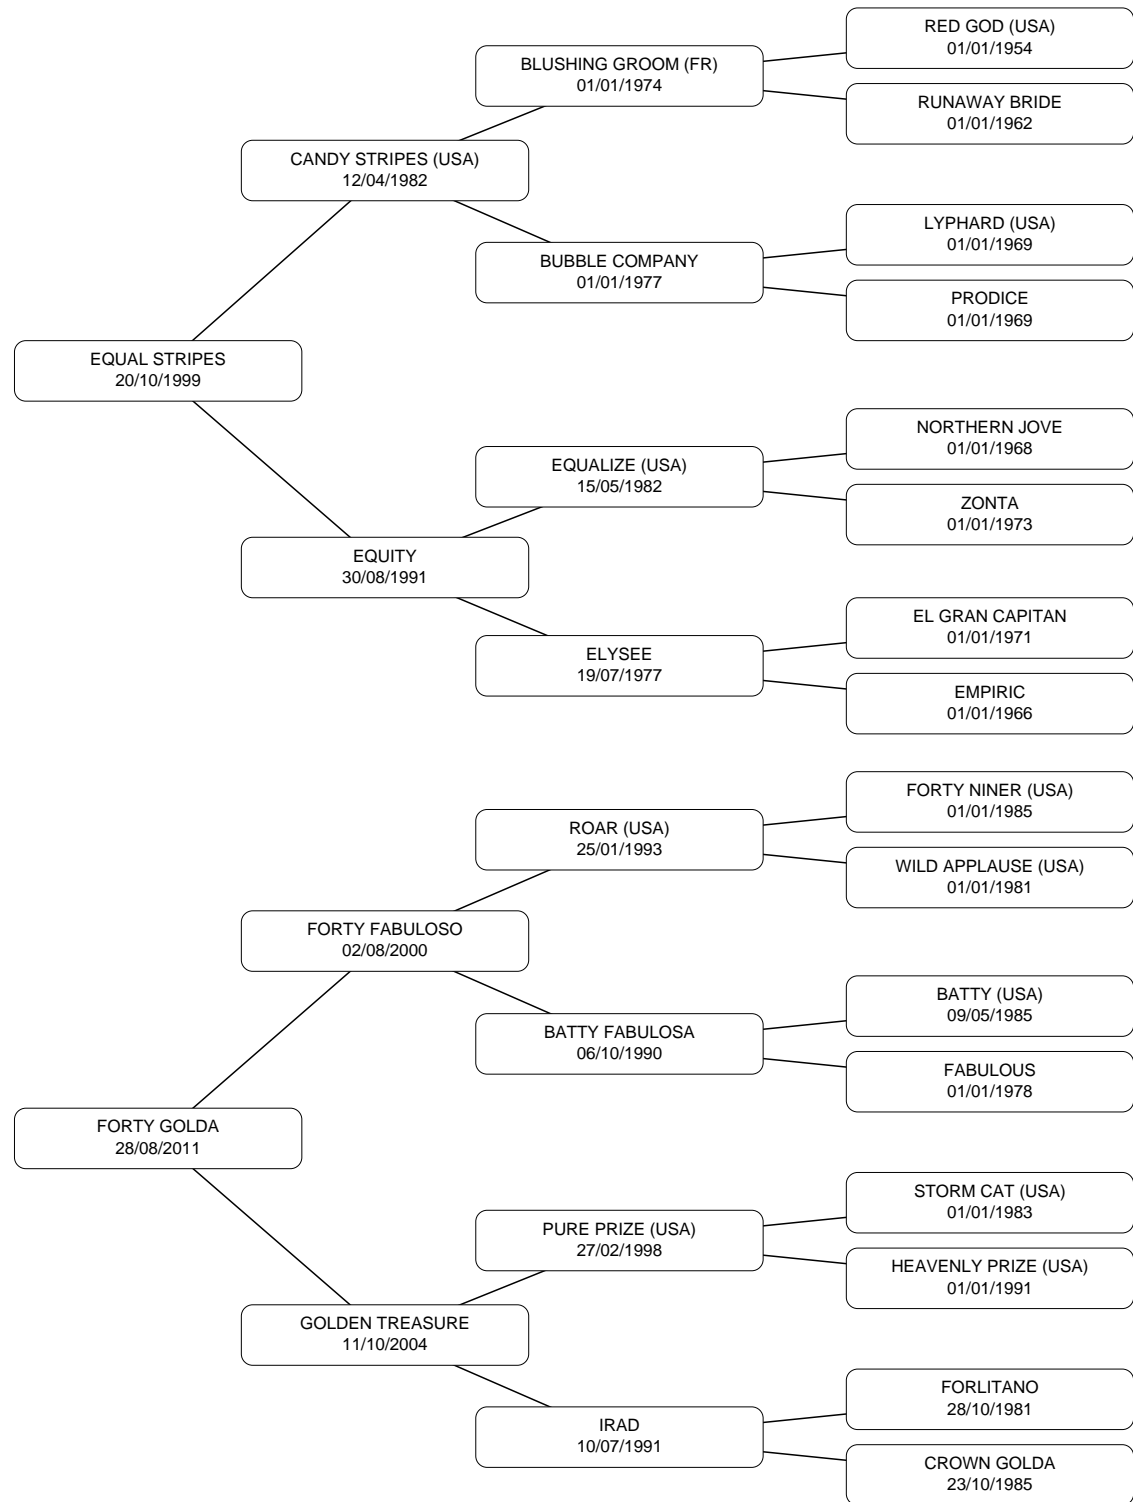 RED GOD (USA)
01/01/1954
BLUSHING GROOM (FR)
01/01/1974
RUNAWAY BRIDE
01/01/1962
CANDY STRIPES (USA)
12/04/1982
LYPHARD (USA)
01/01/1969
BUBBLE COMPANY
01/01/1977
PRODICE
01/01/1969
EQUAL STRIPES
20/10/1999
NORTHERN JOVE
01/01/1968
EQUALIZE (USA)
15/05/1982
ZONTA
01/01/1973
EQUITY
30/08/1991
EL GRAN CAPITAN
01/01/1971
ELYSEE
19/07/1977
EMPIRIC
01/01/1966
FORTY NINER (USA)
01/01/1985
ROAR (USA)
25/01/1993
WILD APPLAUSE (USA)
01/01/1981
FORTY FABULOSO
02/08/2000
BATTY (USA)
09/05/1985
BATTY FABULOSA
06/10/1990
FABULOUS
01/01/1978
FORTY GOLDA
28/08/2011
STORM CAT (USA)
01/01/1983
PURE PRIZE (USA)
27/02/1998
HEAVENLY PRIZE (USA)
01/01/1991
GOLDEN TREASURE
11/10/2004
FORLITANO
28/10/1981
IRAD
10/07/1991
CROWN GOLDA
23/10/1985